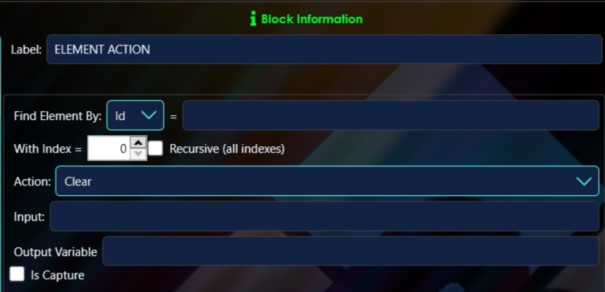 Block Information
Label: ELEMENT ACTION
Find Element By: Id =
With Index = 0 Recursive (all indexes)
Action: Clear
Input:
Output Variable
Is Capture